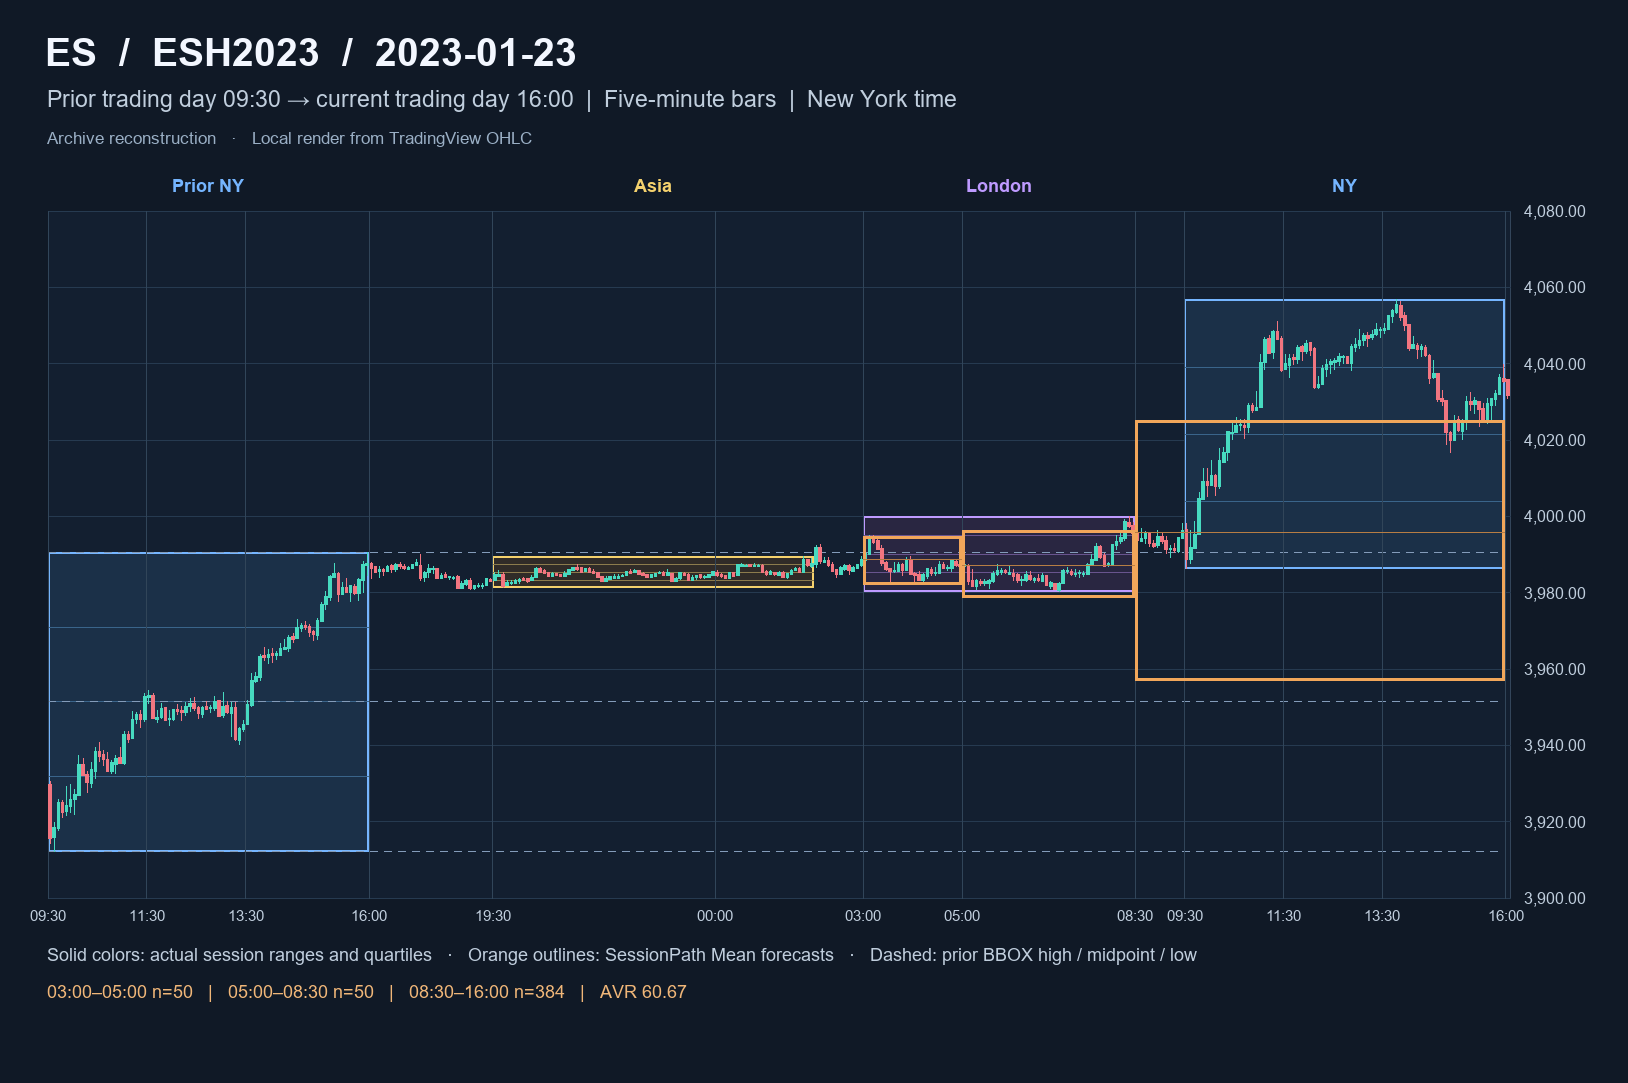 ES / ESH2023 / 2023-01-23
Prior trading day 09:30 → current trading day 16:00 | Five-minute bars | New York time
Archive reconstruction · Local render from TradingView OHLC
Prior NY Asia London NY
4,080.00
4,060.00
4,040.00
4,020.00
4,000.00
3,980.00
3,960.00
3,940.00
3,920.00
3,900.00
09:30 11:30 13:30 16:00 19:30 00:00 03:00 05:00 08:30 09:30 11:30 13:30 16:00
Solid colors: actual session ranges and quartiles · Orange outlines: SessionPath Mean forecasts · Dashed: prior BBOX high / midpoint / low
03:00–05:00 n=50 | 05:00–08:30 n=50 | 08:30–16:00 n=384 | AVR 60.67